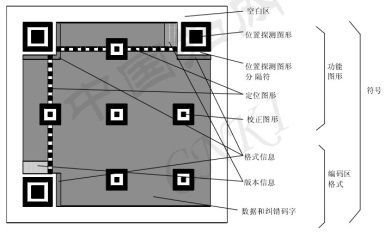 空白区
位置探测图形
位置探测图形
分隔符
定位图形
校正图形
格式信息
版本信息
数据和纠错码字
功能
图形
编码区
格式
符号
CNKI